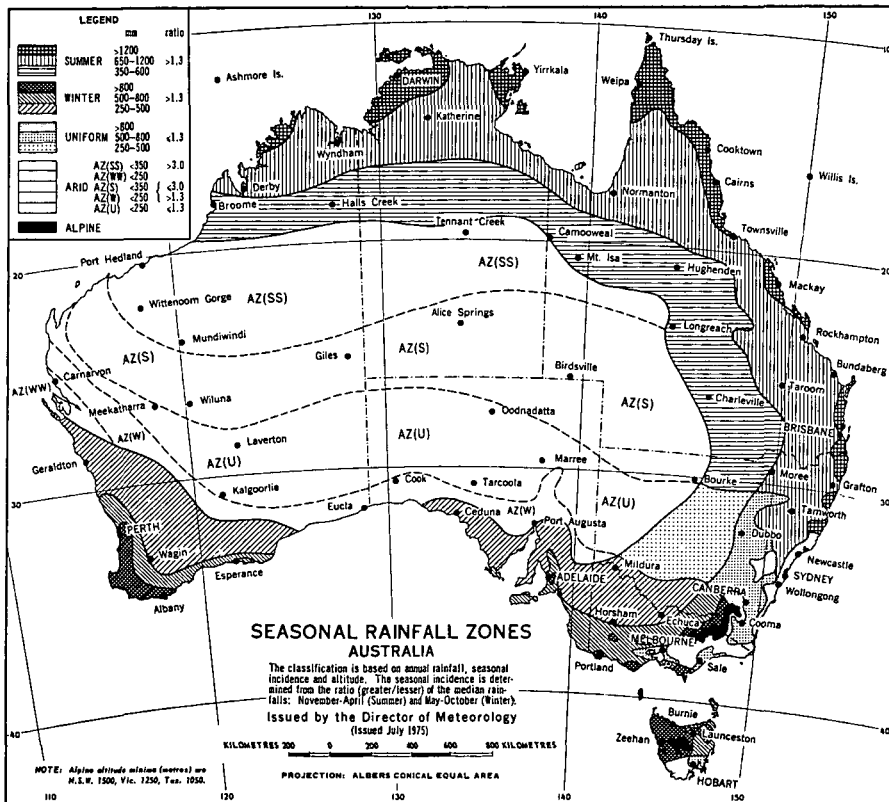 130
140
150
10
10
LEGEND
mm ratio
>1200
SUMMER 650-1200 >1.3
350-600
>800
WINTER 500-800 >1.3
250-500
>800
UNIFORM 500-800 <1.3
250-500
AZ(SS) <350 >3.0
AZ(WW) <250
ARID AZ(S) <350 } <3.0
AZ(W) <250 } >1.3
AZ(U) <250 <1.3
ALPINE
Thursday Is.
Ashmore Is.
DARWIN
Yirrkala
Weipa
Katherine
Wyndham
Cooktown
Cairns
Willis Is.
Derby
Broome
Halls Creek
Normanton
Tennant Creek
Camooweal
Townsville
Port Hedland
Mt. Isa
Hughenden
20
20
AZ(SS)
AZ(SS)
Mackay
Wittenoom Gorge
Alice Springs
Longreach
Rockhampton
Mundiwindi
AZ(S)
Giles
AZ(S)
Birdsville
Bundaberg
Carnarvon
AZ(WW)
Taroom
Meekatharra
Wiluna
Oodnadatta
AZ(S)
Charleville
BRISBANE
AZ(W)
Laverton
AZ(U)
AZ(U)
Geraldton
Marree
Moree
Kalgoorlie
Cook
Tarcoola
Bourke
Grafton
30
30
Eucla
AZ(U)
Ceduna
AZ(W)
Port Augusta
Tamworth
PERTH
Dubbo
Wagin
Mildura
Newcastle
Esperance
ADELAIDE
CANBERRA
SYDNEY
Wollongong
Albany
Horsham
Echuca
Cooma
MELBOURNE
Portland
Sale
SEASONAL RAINFALL ZONES
AUSTRALIA
The classification is based on annual rainfall, seasonal
incidence and altitude. The seasonal incidence is deter-
mined from the ratio (greater/lesser) of the median rain-
falls: November-April (Summer) and May-October (Winter).
Issued by the Director of Meteorology
(Issued July 1975)
KILOMETRES 200 0 200 400 600 800 KILOMETRES
PROJECTION: ALBERS CONICAL EQUAL AREA
Burnie
Zeehan
Launceston
HOBART
40
40
NOTE: Alpine altitude minima (metres) are
N.S.W. 1500, Vic. 1250, Tas. 1050.
110
120
130
140
150